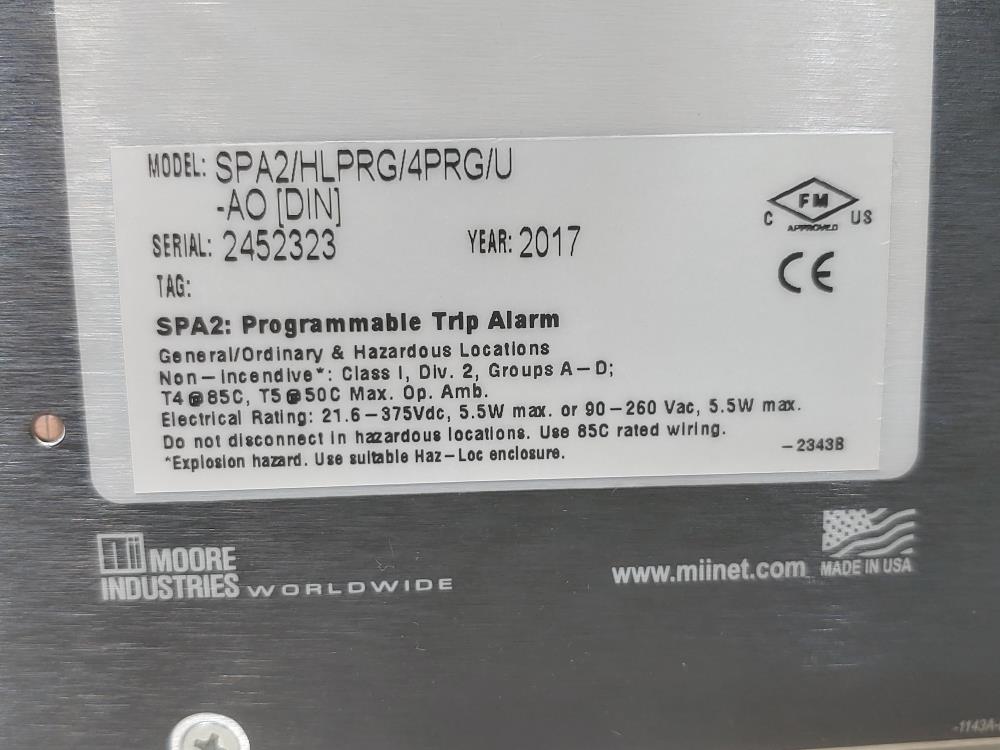 MODEL: SPA2/HLPRG/4PRG/U
-AO [DIN]
SERIAL: 2452323 YEAR: 2017
TAG:
C FM US
APPROVED
CE
SPA2: Programmable Trip Alarm
General/Ordinary & Hazardous Locations
Non-Incendive*: Class I, Div. 2, Groups A-D;
T4@85C, T5@50C Max. Op. Amb.
Electrical Rating: 21.6-375Vdc, 5.5W max. or 90-260 Vac, 5.5W max.
Do not disconnect in hazardous locations. Use 85C rated wiring.
*Explosion hazard. Use suitable Haz-Loc enclosure.
-2343B
MOORE
INDUSTRIES WORLDWIDE
www.miinet.com MADE IN USA